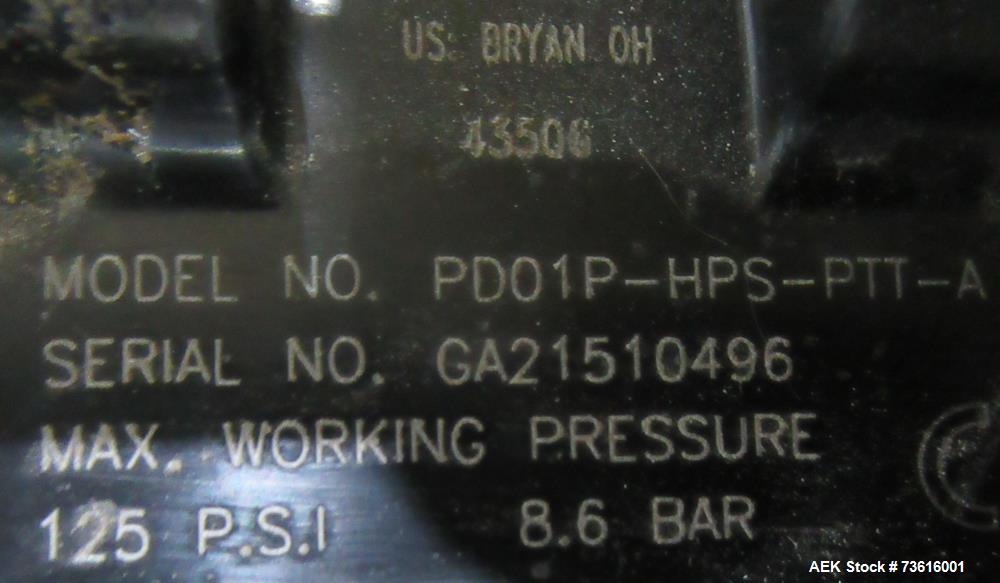 US: BRYAN OH
43506
MODEL NO. PD01P-HPS-PTT-A
SERIAL NO. GA21510496
MAX. WORKING PRESSURE
125 P.S.I 8.6 BAR
AEK Stock # 73616001